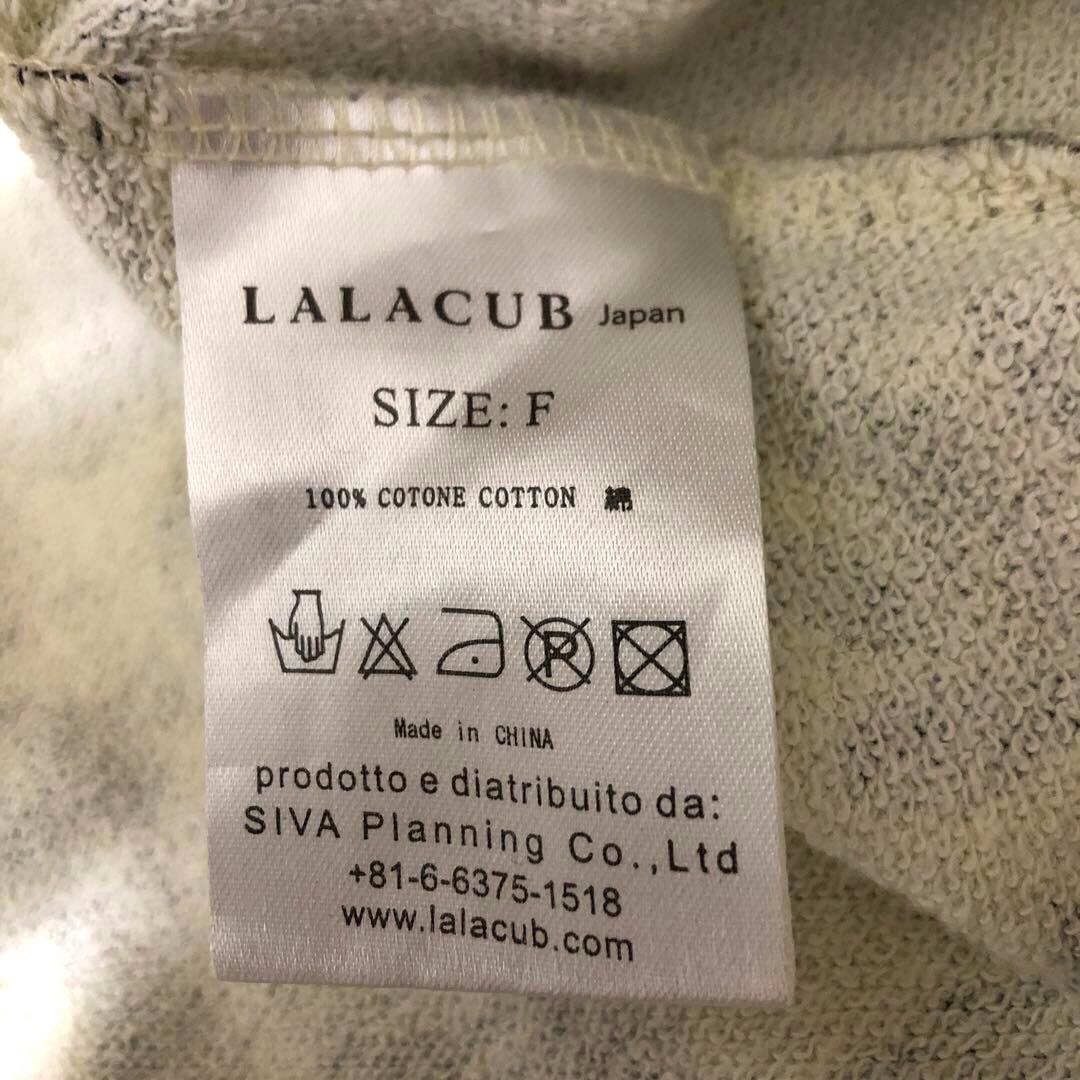 LALACUB Japan
SIZE: F
100% COTONE COTTON 綿
P
Made in CHINA
prodotto e diatribuito da:
SIVA Planning Co.,Ltd
+81-6-6375-1518
www.lalacub.com